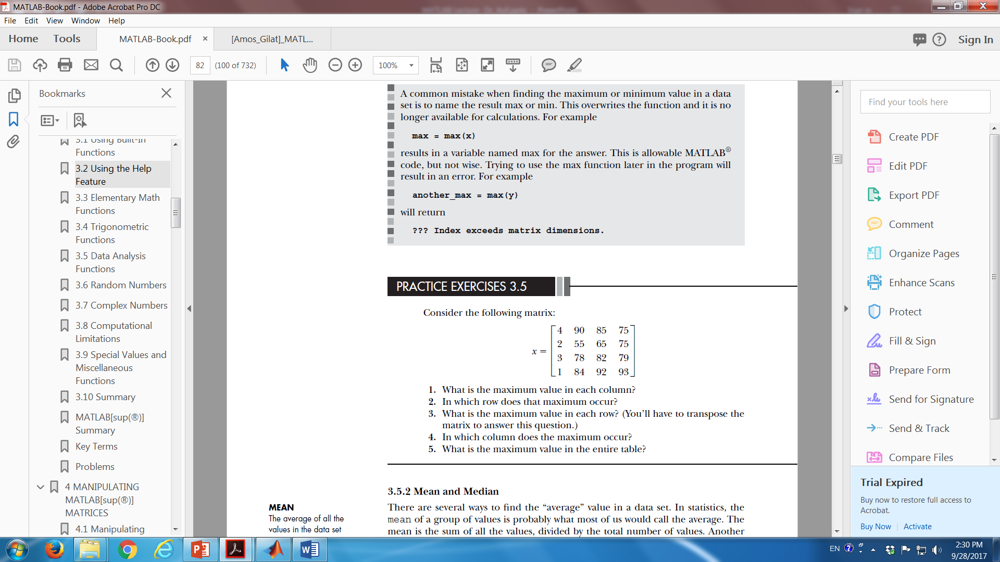 MATLAB-Book.pdf - Adobe Acrobat Pro DC
File Edit View Window Help
Home Tools MATLAB-Book.pdf × [Amos_Gilat]_MATL... ? Sign In
82 (100 of 732) 100%
Bookmarks
3.1 Using Built-In
Functions
3.2 Using the Help
Feature
3.3 Elementary Math
Functions
3.4 Trigonometric
Functions
3.5 Data Analysis
Functions
3.6 Random Numbers
3.7 Complex Numbers
3.8 Computational
Limitations
3.9 Special Values and
Miscellaneous
Functions
3.10 Summary
MATLAB[sup(®)]
Summary
Key Terms
Problems
4 MANIPULATING
MATLAB[sup(®)]
MATRICES
4.1 Manipulating
A common mistake when finding the maximum or minimum value in a data
set is to name the result max or min. This overwrites the function and it is no
longer available for calculations. For example
max = max(x)
results in a variable named max for the answer. This is allowable MATLAB®
code, but not wise. Trying to use the max function later in the program will
result in an error. For example
another_max = max(y)
will return
??? Index exceeds matrix dimensions.
PRACTICE EXERCISES 3.5
Consider the following matrix:
x =
4 90 85 75
2 55 65 75
3 78 82 79
1 84 92 93
1. What is the maximum value in each column?
2. In which row does that maximum occur?
3. What is the maximum value in each row? (You’ll have to transpose the
matrix to answer this question.)
4. In which column does the maximum occur?
5. What is the maximum value in the entire table?
3.5.2 Mean and Median
MEAN
The average of all the
values in the data set
There are several ways to find the “average” value in a data set. In statistics, the
mean of a group of values is probably what most of us would call the average. The
mean is the sum of all the values, divided by the total number of values. Another
Find your tools here
Create PDF
Edit PDF
Export PDF
Comment
Organize Pages
Enhance Scans
Protect
Fill & Sign
Prepare Form
Send for Signature
Send & Track
Compare Files
Trial Expired
Buy now to restore full access to
Acrobat.
Buy Now | Activate
EN
2:30 PM
9/28/2017